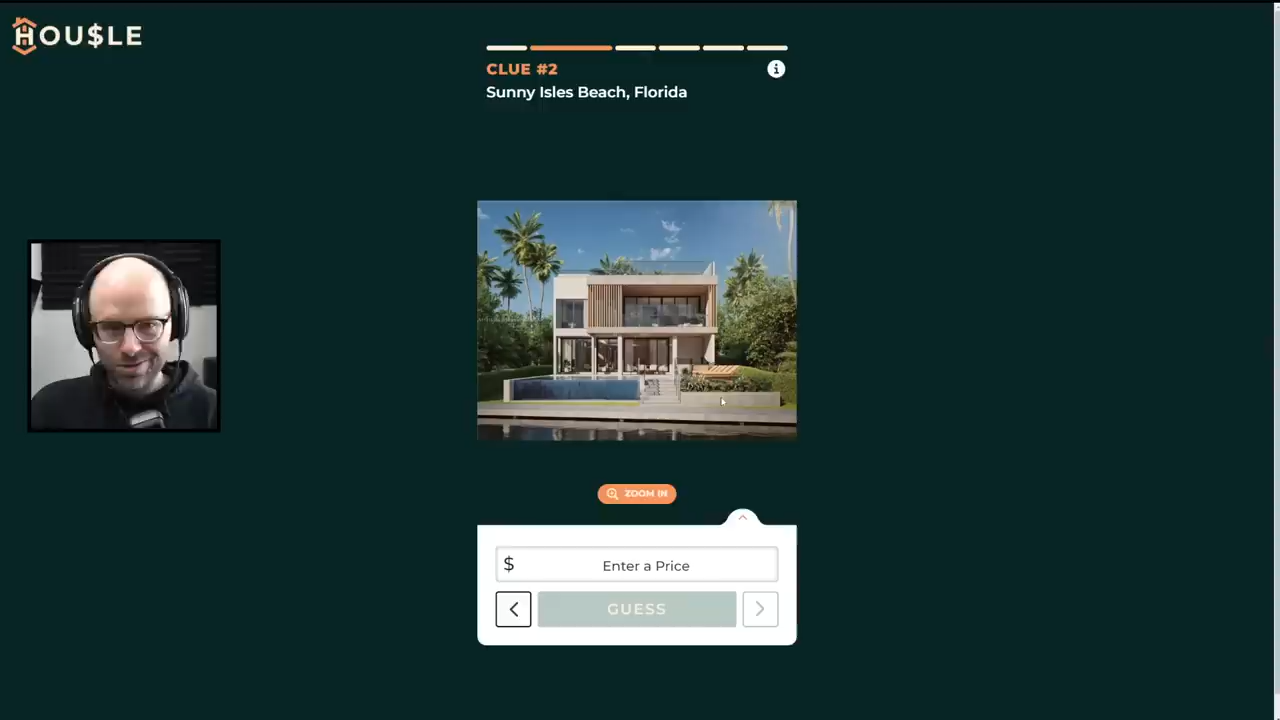 HOU$LE
CLUE #2
i
Sunny Isles Beach, Florida
ZOOM IN
$ Enter a Price
GUESS